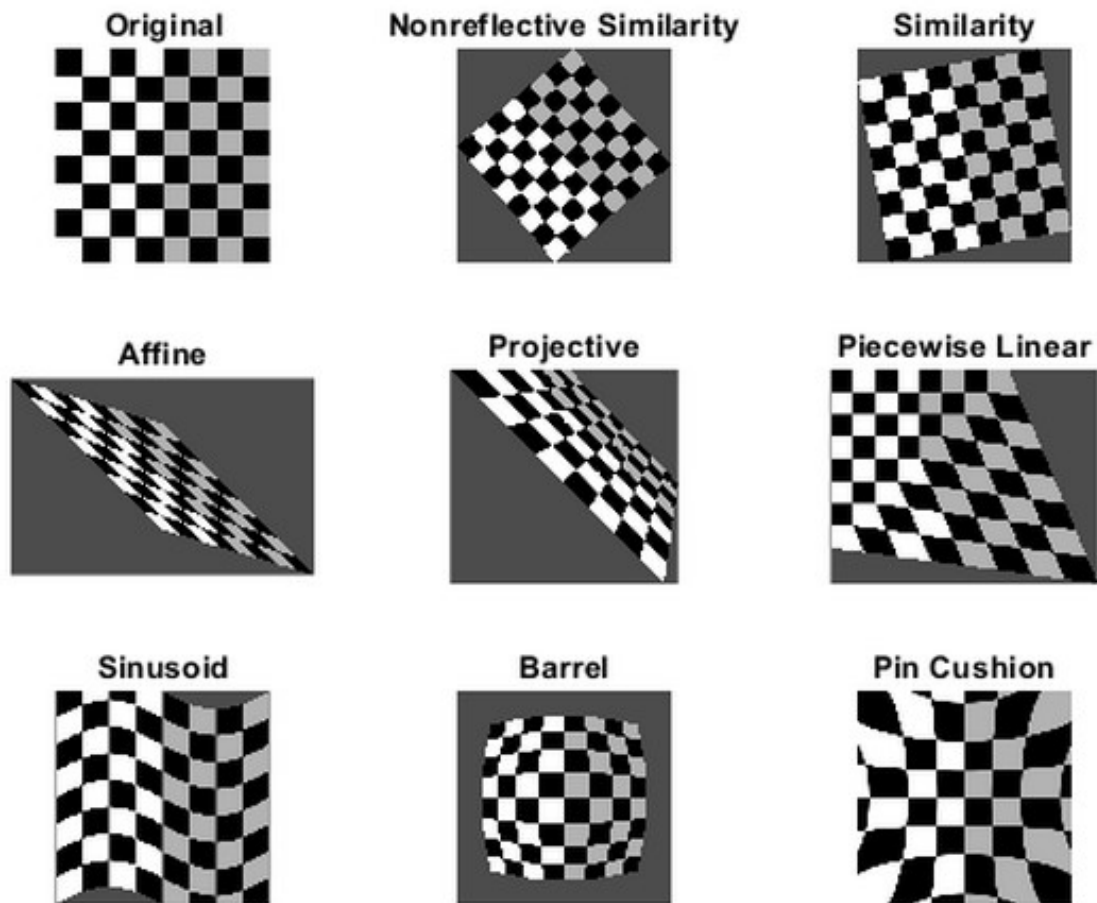 Original
Nonreflective Similarity
Similarity
Affine
Projective
Piecewise Linear
Sinusoid
Barrel
Pin Cushion